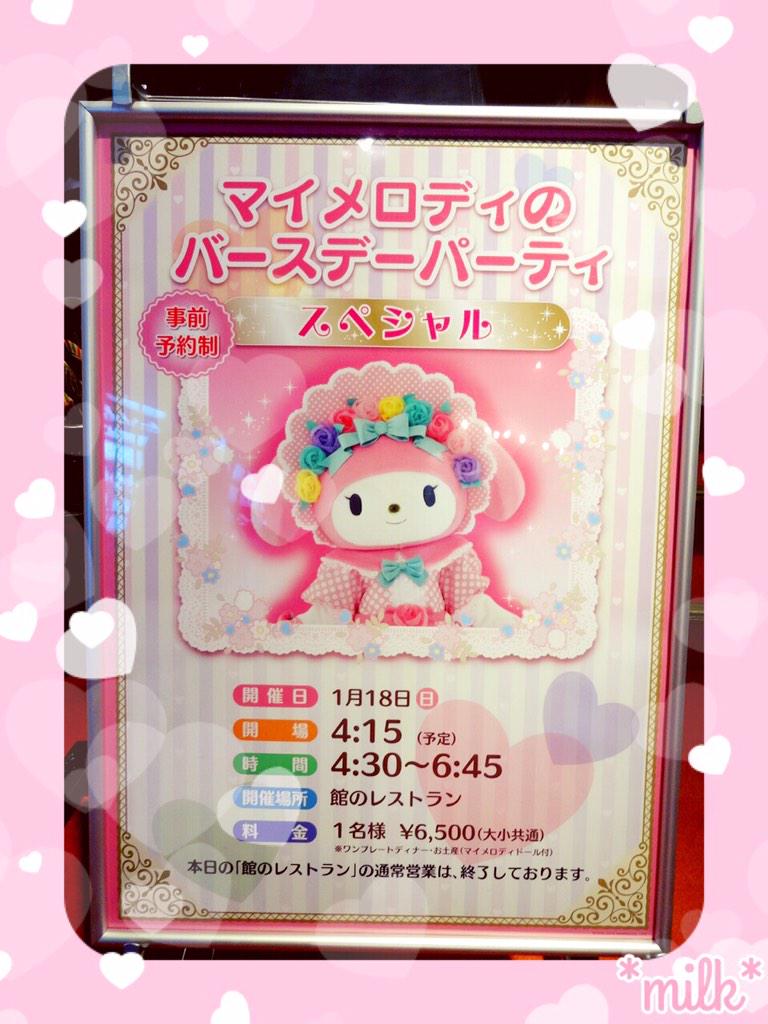 マイメロディの
バースデーパーティ
事前
予約制
スペシャル
開催日 1月18日(日)
開場 4:15 (予定)
時間 4:30〜6:45
開催場所 館のレストラン
料金 1名様 ¥6,500(大小共通)
※ワンプレートディナー・お土産(マイメロディドール付)
本日の「館のレストラン」の通常営業は、終了しております。
*milk*